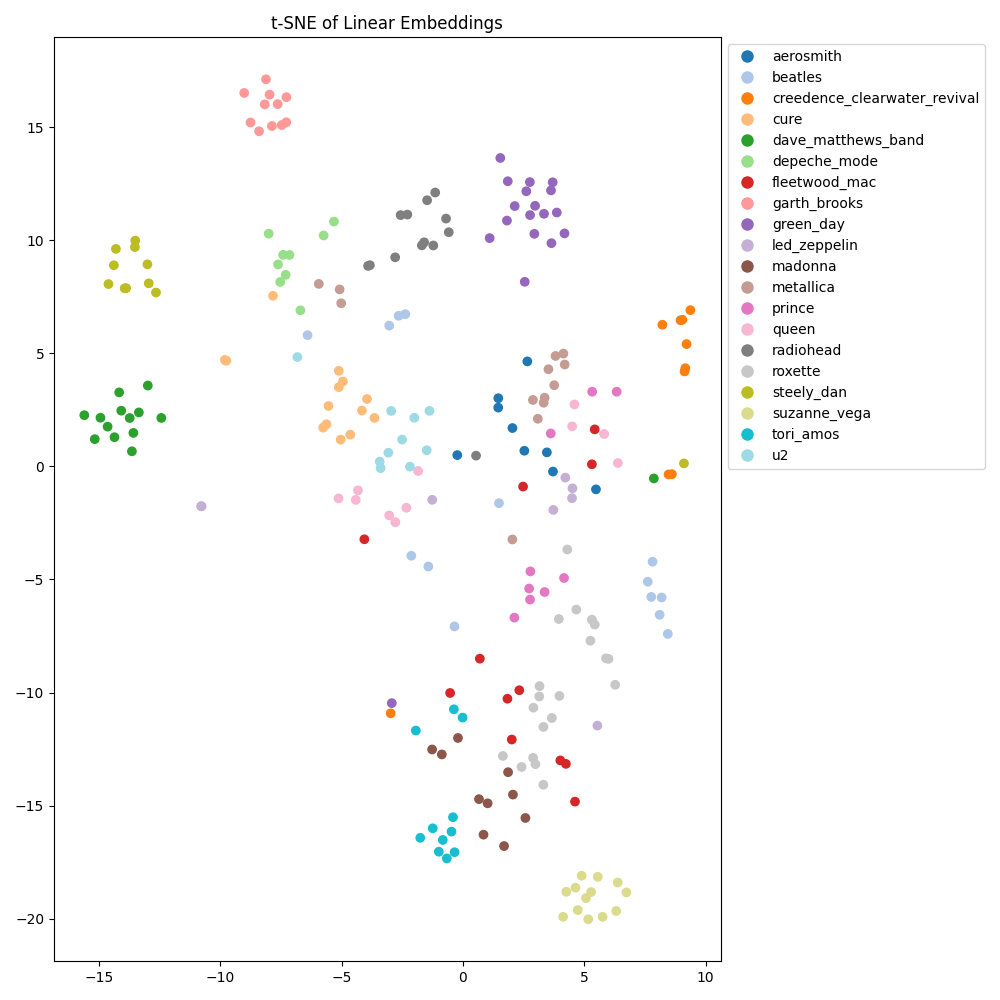 t-SNE of Linear Embeddings
15
10
5
0
−5
−10
−15
−20
−15
−10
−5
0
5
10
aerosmith
beatles
creedence_clearwater_revival
cure
dave_matthews_band
depeche_mode
fleetwood_mac
garth_brooks
green_day
led_zeppelin
madonna
metallica
prince
queen
radiohead
roxette
steely_dan
suzanne_vega
tori_amos
u2